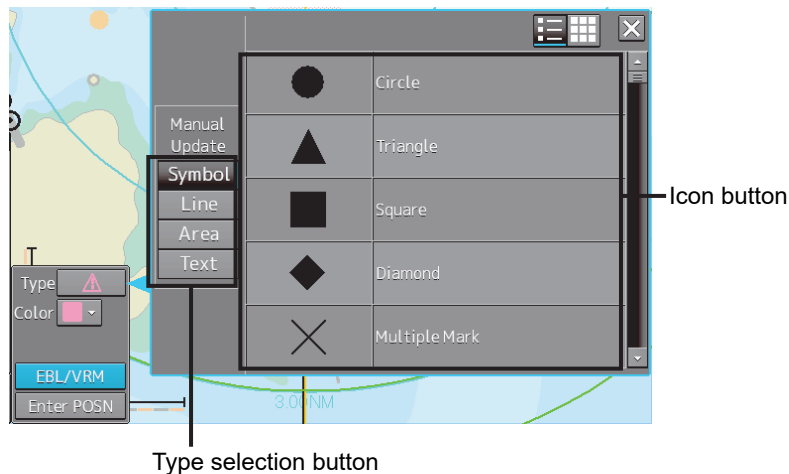 Circle
Manual
Update
Triangle
Symbol
Line
Square
Icon button
Area
Text
Diamond
Type
Color
Multiple Mark
EBL/VRM
Enter POSN
3.00NM
Type selection button